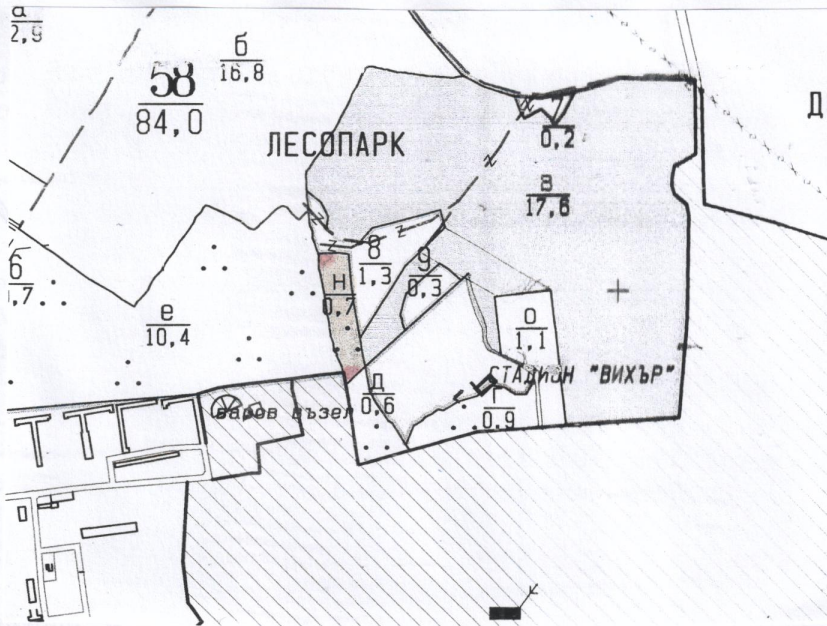 а
2,9
б
16,8
58
84,0
Д
ЛЕСОПАРК
0,2
в
17,6
8
1,3
9
0,3
н
0,7
б
,7
е
10,4
о
1,1
СТАДИОН "ВИХЪР"
Д
0,6
г
0,9
варов възел